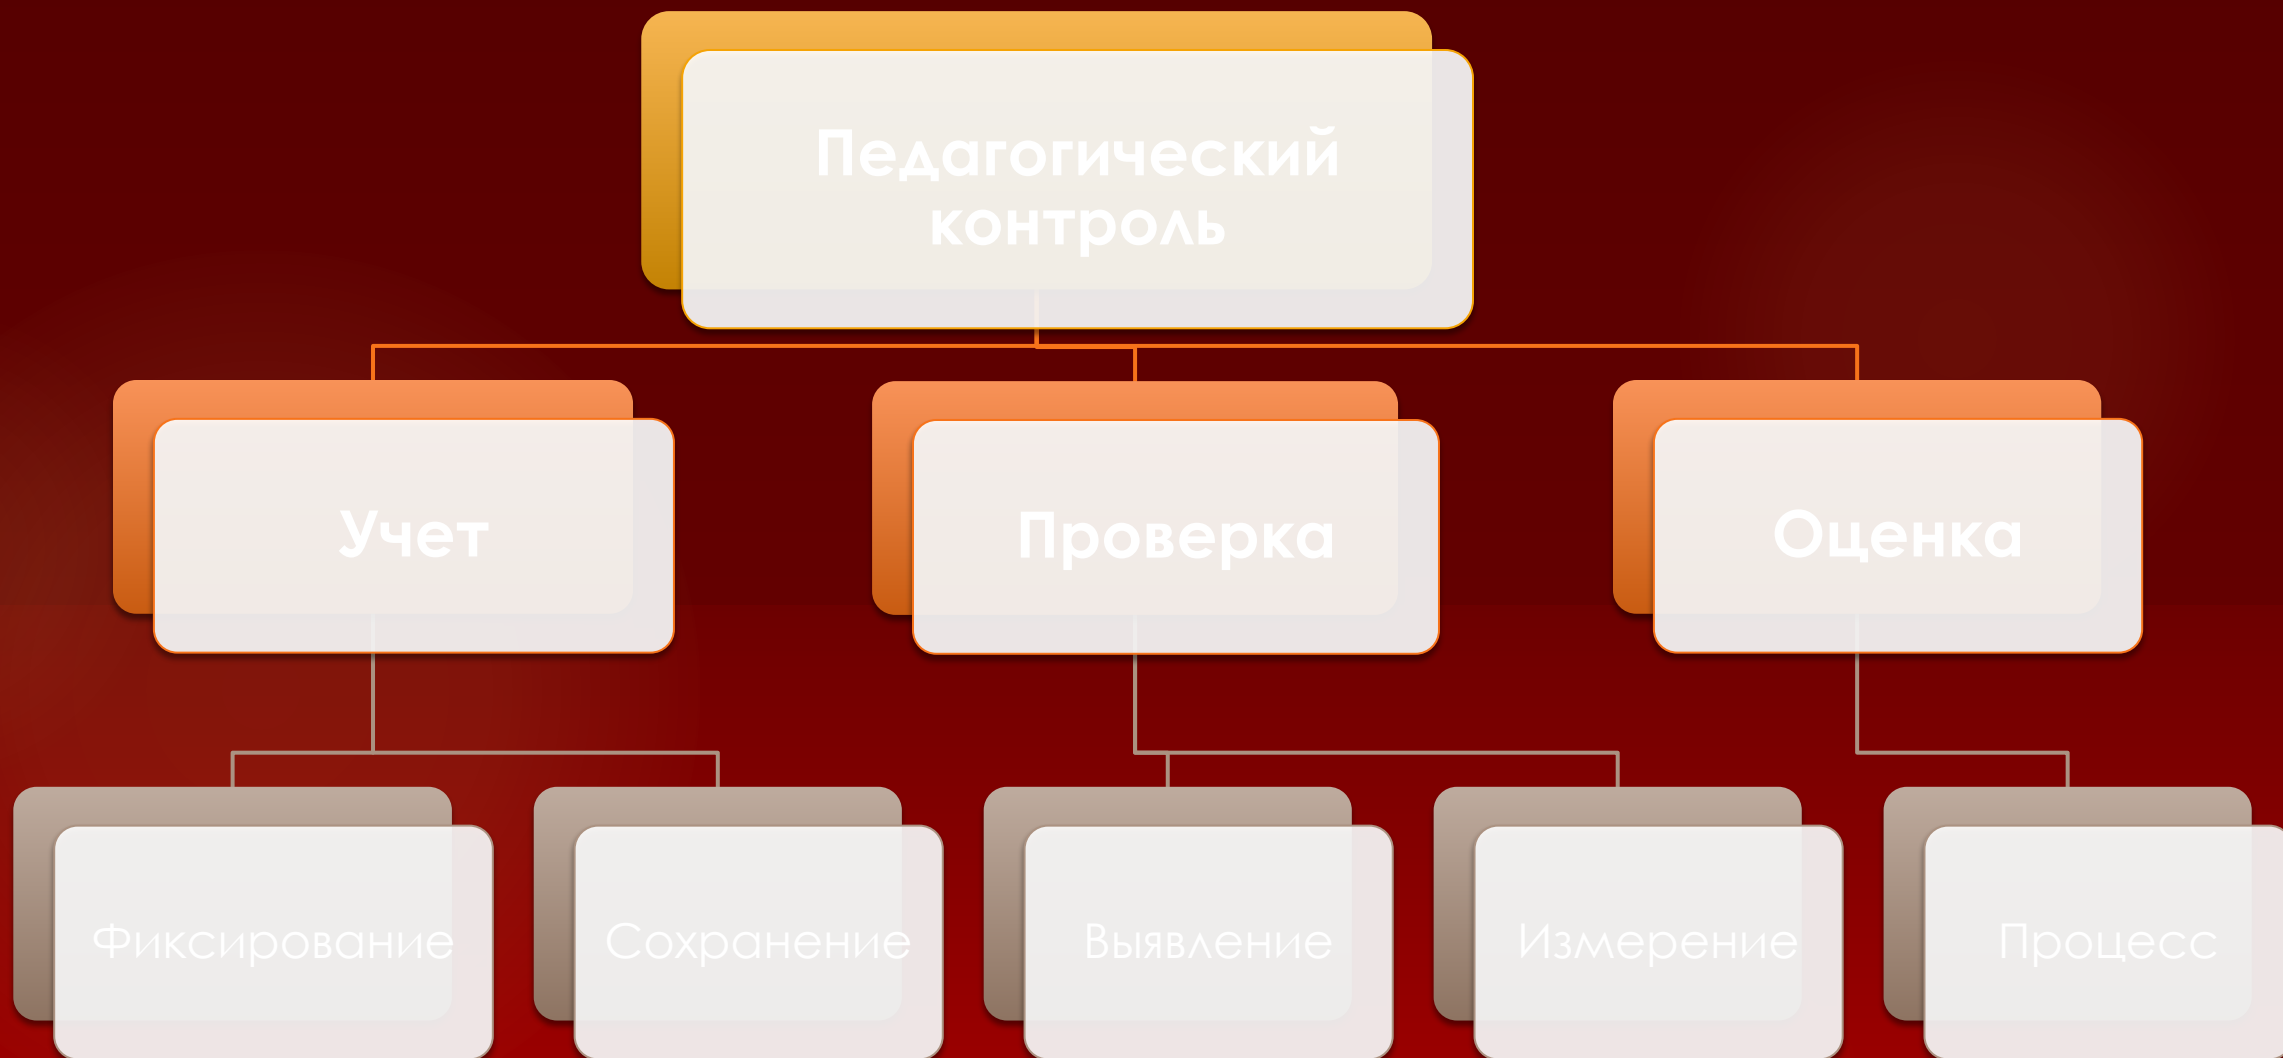 Педагогический
контроль
Учет
Проверка
Оценка
Фиксирование
Сохранение
Выявление
Измерение
Процесс